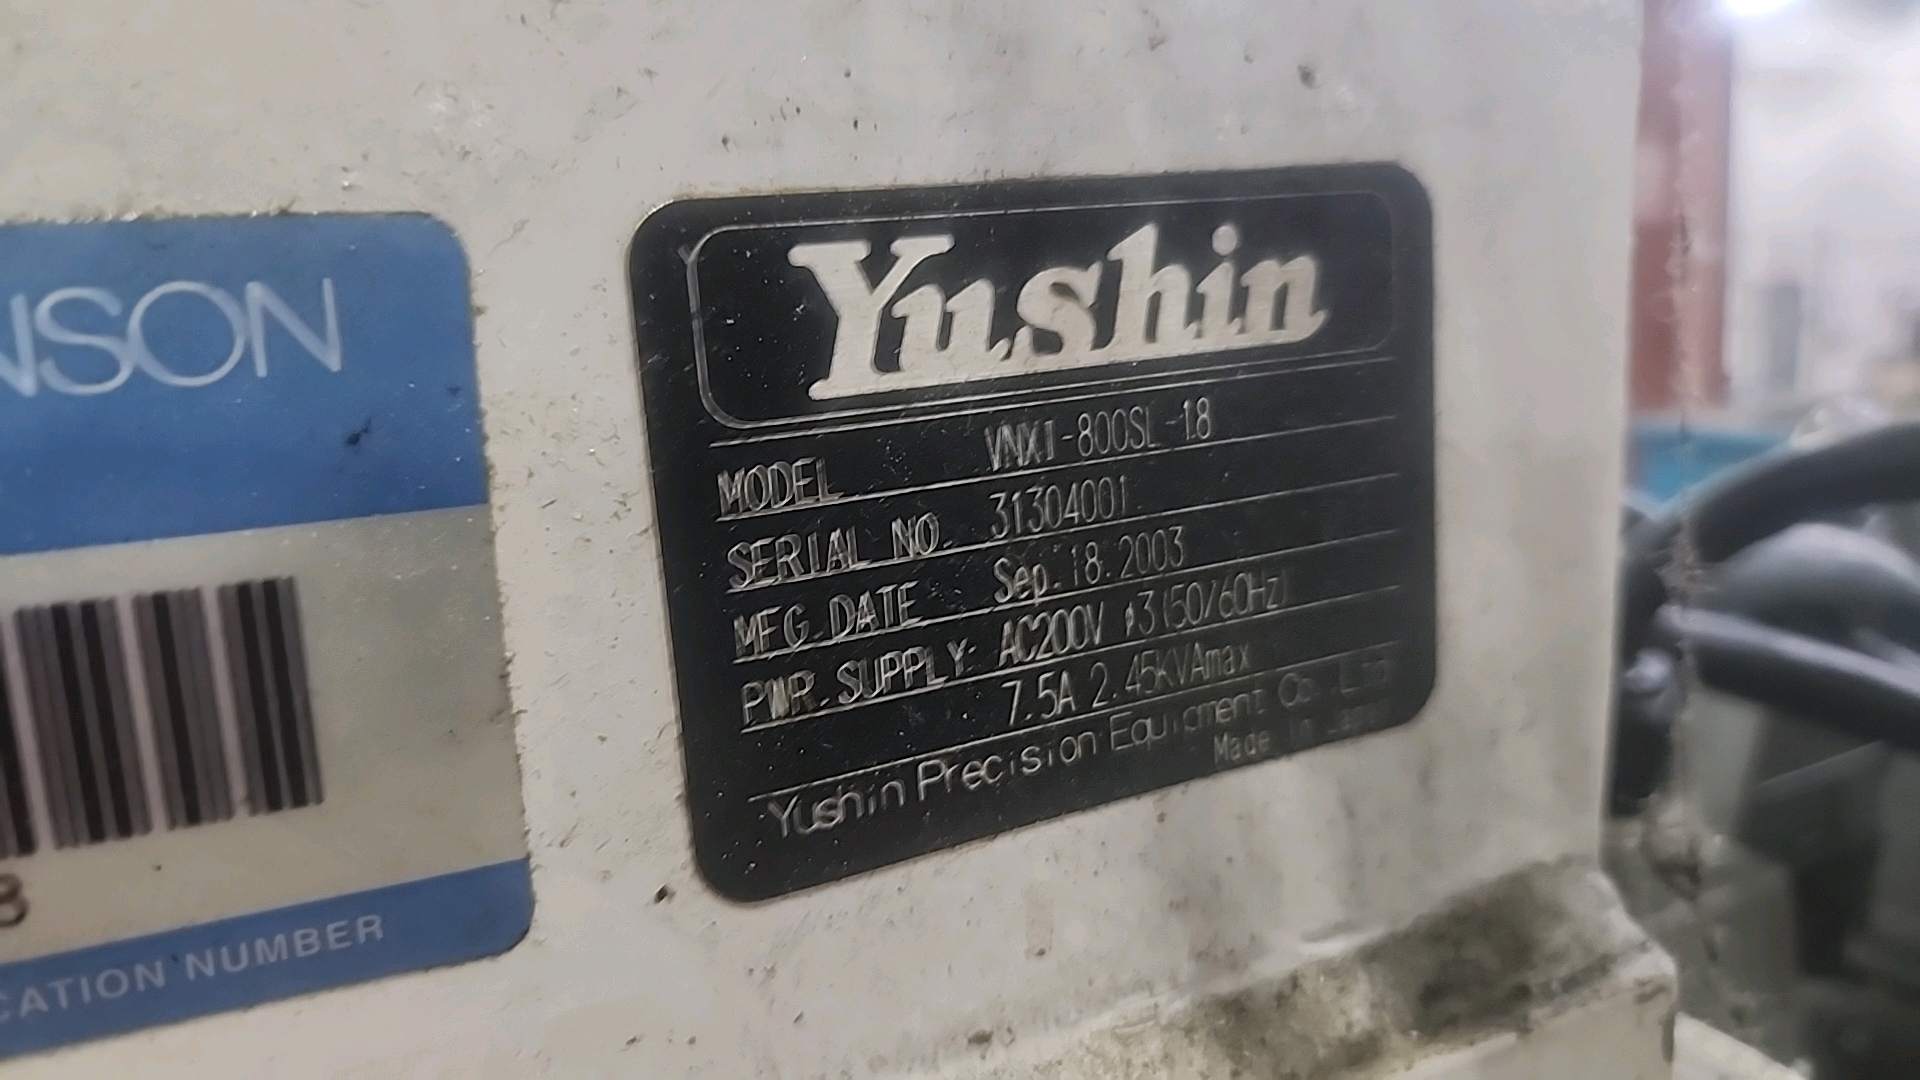 NSON
8
CATION NUMBER
Yushin
MODEL VNXI-800SL-18
SERIAL NO. 31304001
MFG.DATE Sep.18.2003
PWR.SUPPLY AC200V φ3(50/60Hz)
7.5A 2.45kVAmax
Yushin Precision Equipment Co.,Ltd
Made in Japan